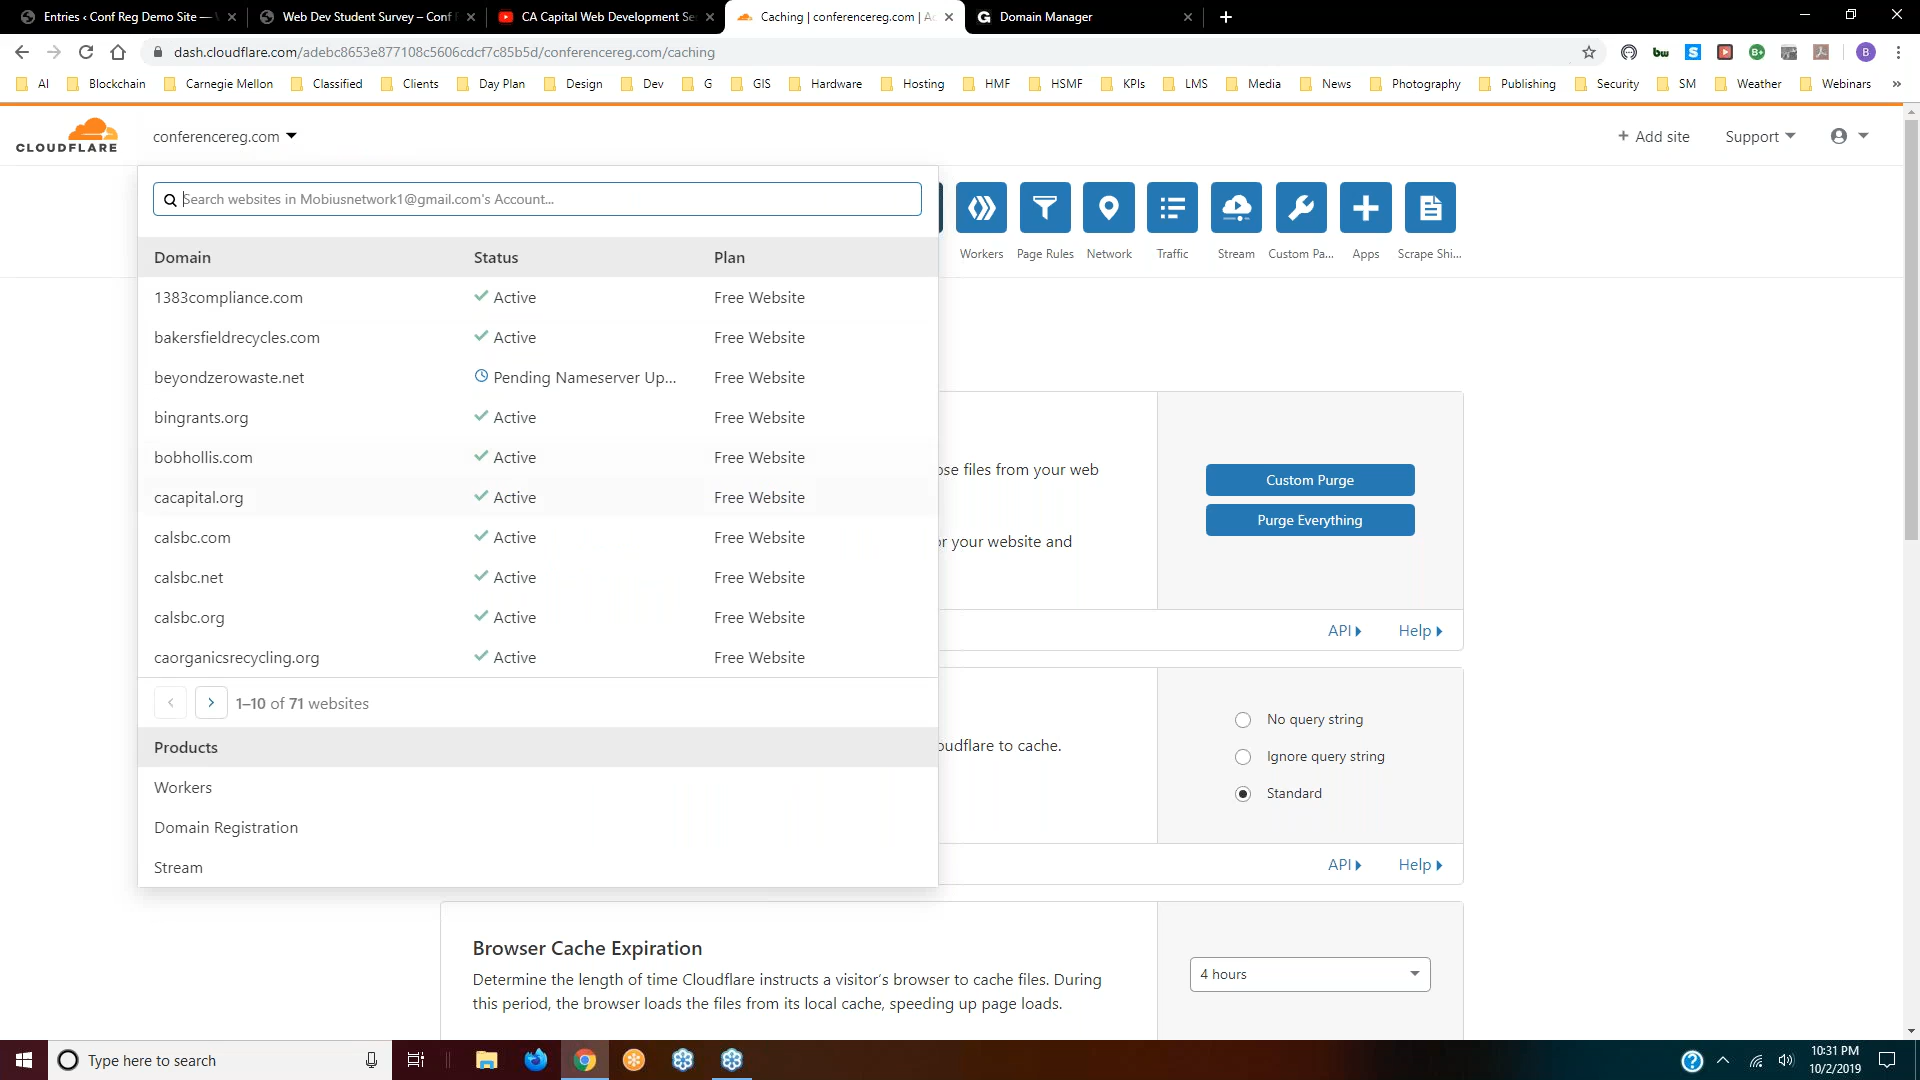 Entries ‹ Conf Reg Demo Site —
Web Dev Student Survey – Conf
CA Capital Web Development Se
Caching | conferencereg.com |
Domain Manager
dash.cloudflare.com/adebc8653e877108c5606cdcf7c85b5d/conferencereg.com/caching
AI
Blockchain
Carnegie Mellon
Classified
Clients
Day Plan
Design
Dev
G
GIS
Hardware
Hosting
HMF
HSMF
KPIs
LMS
Media
News
Photography
Publishing
Security
SM
Weather
Webinars
CLOUDFLARE
conferencereg.com
+ Add site
Support
Search websites in Mobiusnetwork1@gmail.com's Account...
Workers
Page Rules
Network
Traffic
Stream
Custom Pa...
Apps
Scrape Shi...
Domain Status Plan
1383compliance.com Active Free Website
bakersfieldrecycles.com Active Free Website
beyondzerowaste.net Pending Nameserver Up... Free Website
bingrants.org Active Free Website
bobhollis.com Active Free Website
cacapital.org Active Free Website
calsbc.com Active Free Website
calsbc.net Active Free Website
calsbc.org Active Free Website
caorganicsrecycling.org Active Free Website
1–10 of 71 websites
Products
Workers
Domain Registration
Stream
files from your web
your website and
Custom Purge
Purge Everything
API
Help
to cache.
No query string
Ignore query string
Standard
API
Help
Browser Cache Expiration
Determine the length of time Cloudflare instructs a visitor's browser to cache files. During
this period, the browser loads the files from its local cache, speeding up page loads.
4 hours
Type here to search
10:31 PM
10/2/2019